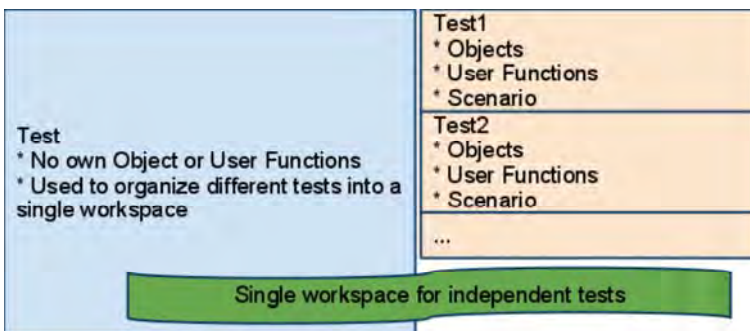 Test
* No own Object or User Functions
* Used to organize different tests into a
single workspace
Test1
* Objects
* User Functions
* Scenario
Test2
* Objects
* User Functions
* Scenario
...
Single workspace for independent tests